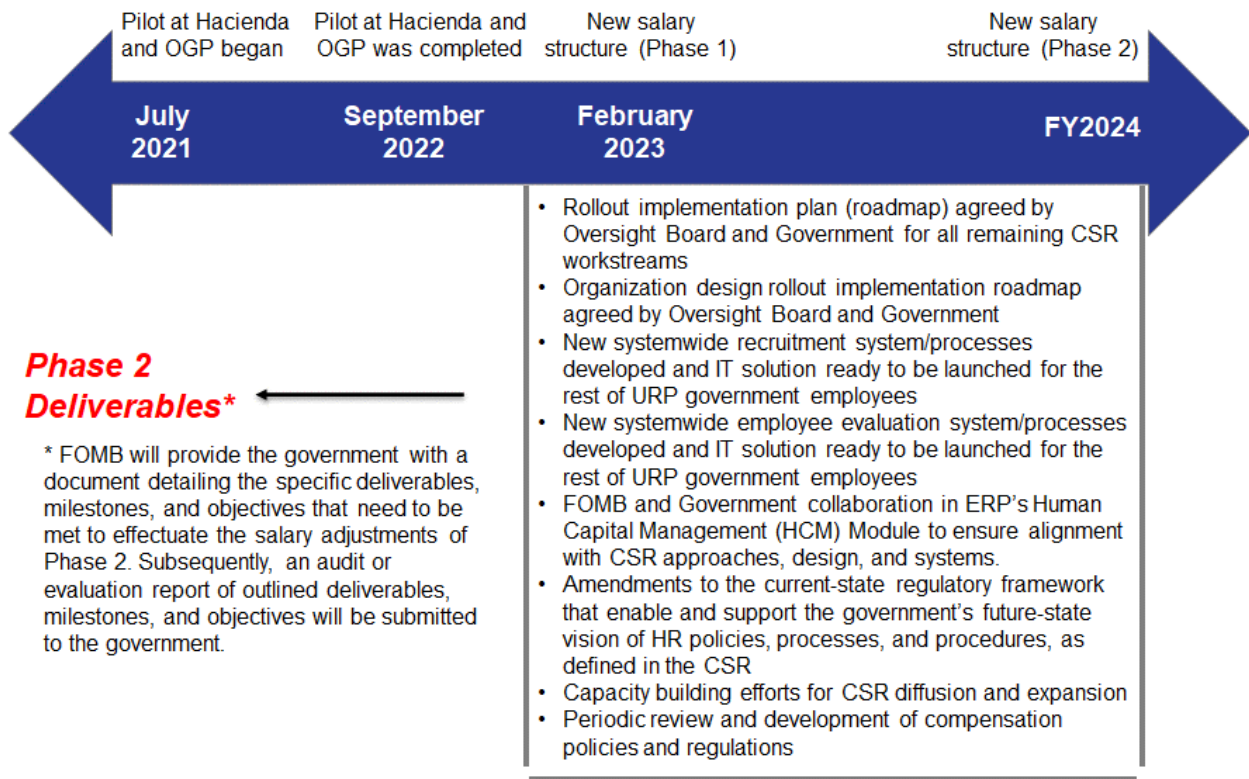 Pilot at Hacienda
and OGP began
Pilot at Hacienda and
OGP was completed
New salary
structure (Phase 1)
New salary
structure (Phase 2)
July
2021
September
2022
February
2023
FY2024
• Rollout implementation plan (roadmap) agreed by
Oversight Board and Government for all remaining CSR
workstreams
• Organization design rollout implementation roadmap
agreed by Oversight Board and Government
• New systemwide recruitment system/processes
developed and IT solution ready to be launched for the
rest of URP government employees
• New systemwide employee evaluation system/processes
developed and IT solution ready to be launched for the
rest of URP government employees
• FOMB and Government collaboration in ERP's Human
Capital Management (HCM) Module to ensure alignment
with CSR approaches, design, and systems.
• Amendments to the current-state regulatory framework
that enable and support the government's future-state
vision of HR policies, processes, and procedures, as
defined in the CSR
• Capacity building efforts for CSR diffusion and expansion
• Periodic review and development of compensation
policies and regulations
Phase 2
Deliverables*
* FOMB will provide the government with a
document detailing the specific deliverables,
milestones, and objectives that need to be
met to effectuate the salary adjustments of
Phase 2. Subsequently, an audit or
evaluation report of outlined deliverables,
milestones, and objectives will be submitted
to the government.